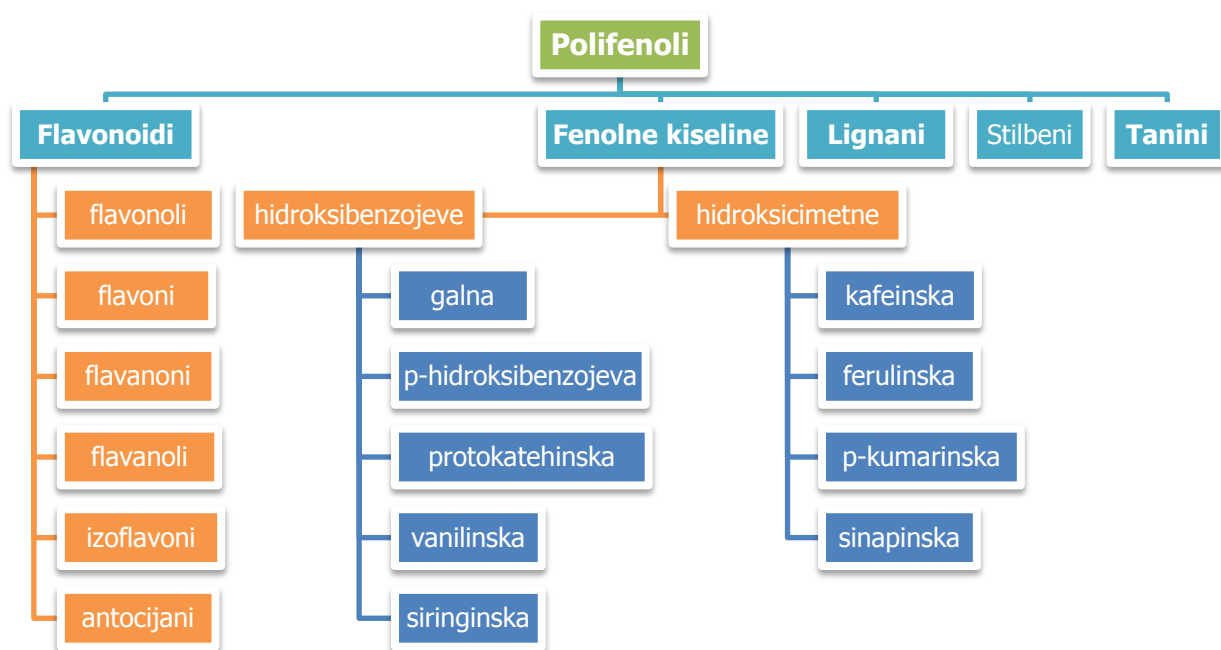 Polifenoli
Flavonoidi
Fenolne kiseline
Lignani
Stilbeni
Tanini
flavonoli
hidroksibenzojeve
hidroksicimetne
flavoni
galna
kafeinska
flavanoni
p-hidroksibenzojeva
ferulinska
flavanoli
protokatehinska
p-kumarinska
izoflavoni
vanilinska
sinapinska
antocijani
siringinska